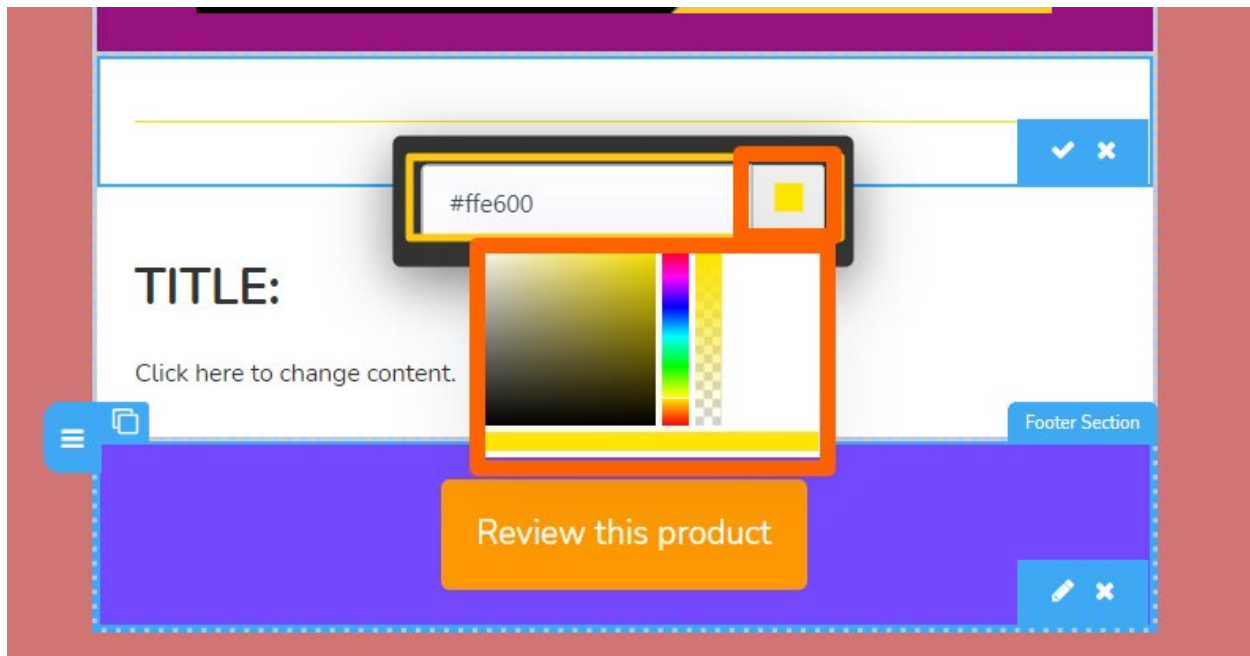 #ffe600
TITLE:
Click here to change content.
Footer Section
Review this product